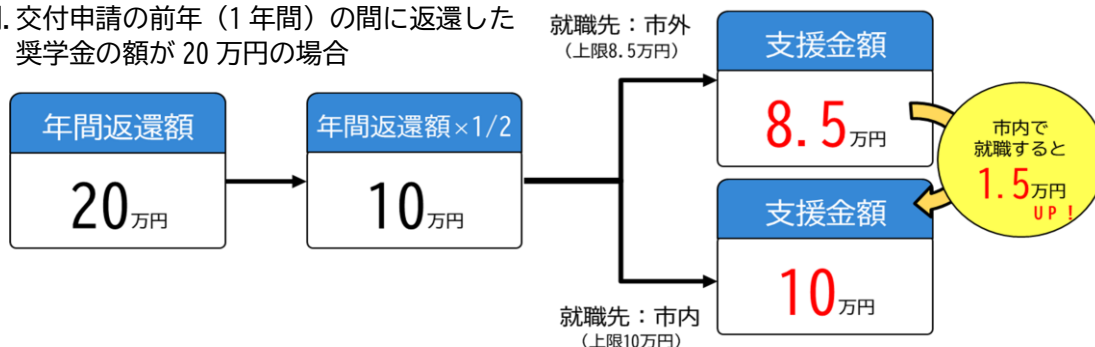 . 交付申請の前年（1年間）の間に返還した
奨学金の額が 20 万円の場合
年間返還額
20万円
年間返還額×1/2
10万円
就職先：市外
（上限8.5万円）
支援金額
8.5万円
市内で
就職すると
1.5万円
UP！
支援金額
10万円
就職先：市内
（上限10万円）